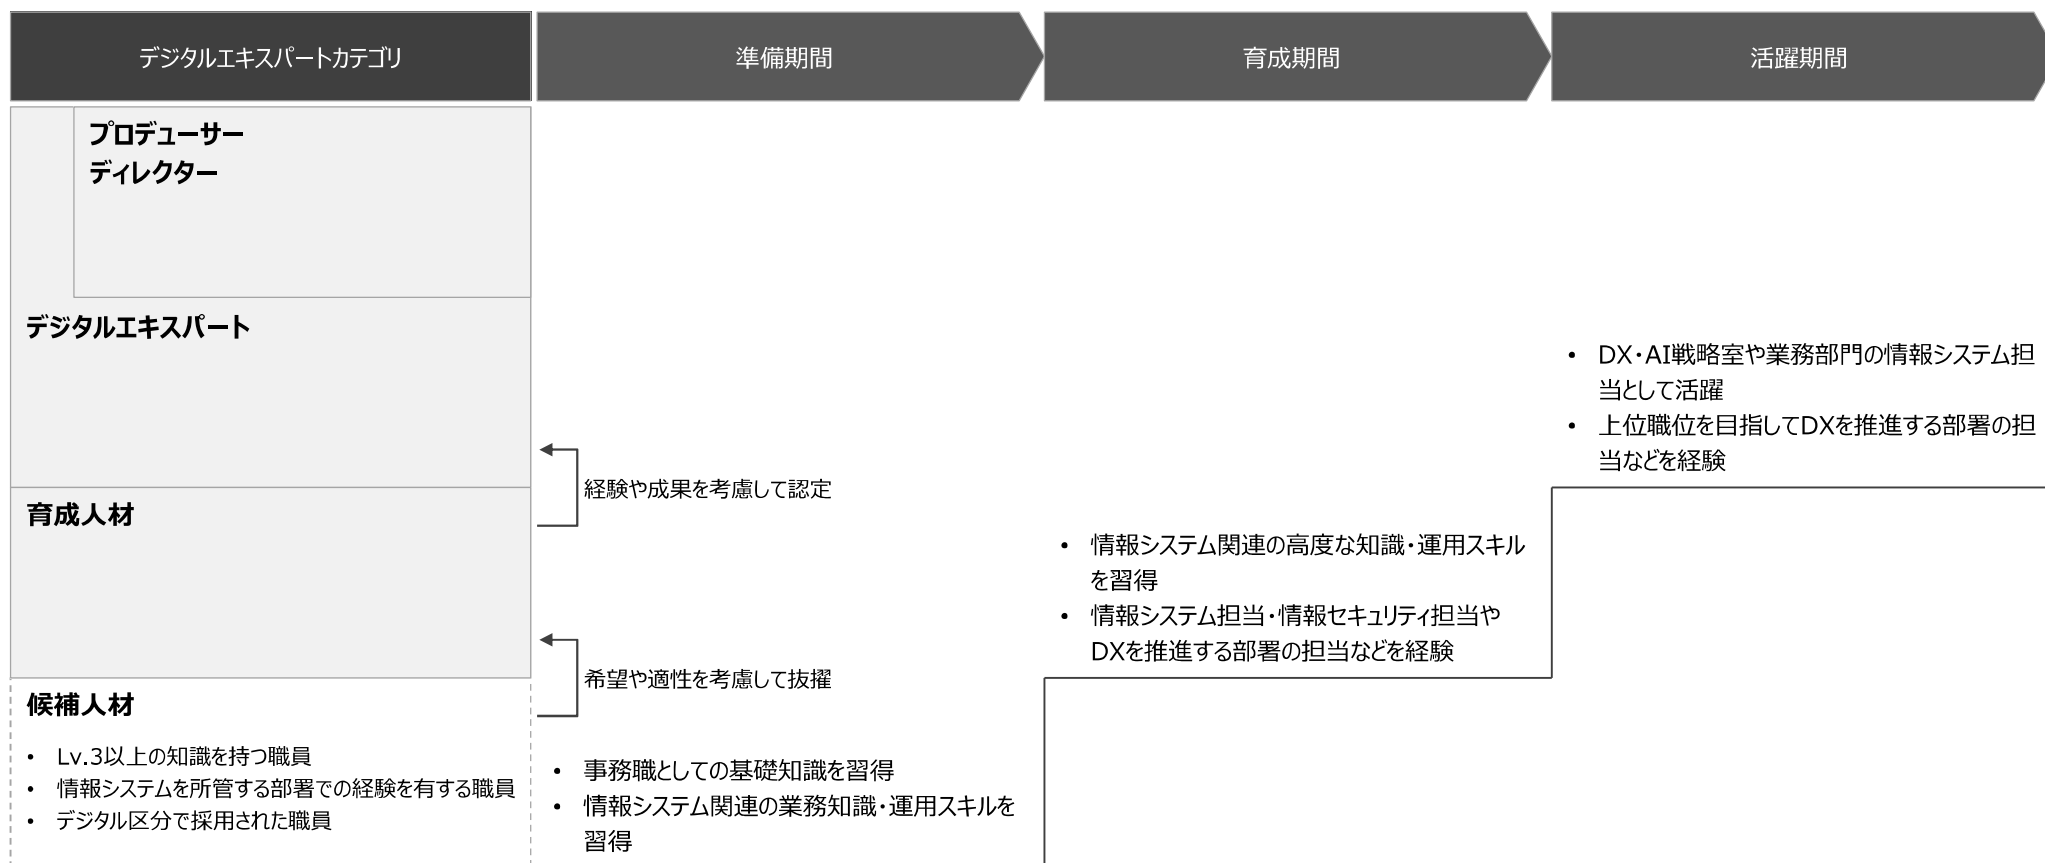 デジタルエキスパートカテゴリ
準備期間
育成期間
活躍期間
プロデューサー
ディレクター
デジタルエキスパート
• DX・AI戦略室や業務部門の情報システム担
当として活躍
• 上位職位を目指してDXを推進する部署の担
当などを経験
経験や成果を考慮して認定
育成人材
• 情報システム関連の高度な知識・運用スキル
を習得
• 情報システム担当・情報セキュリティ担当や
DXを推進する部署の担当などを経験
希望や適性を考慮して抜擢
候補人材
• Lv.3以上の知識を持つ職員
• 情報システムを所管する部署での経験を有する職員
• デジタル区分で採用された職員
• 事務職としての基礎知識を習得
• 情報システム関連の業務知識・運用スキルを
習得